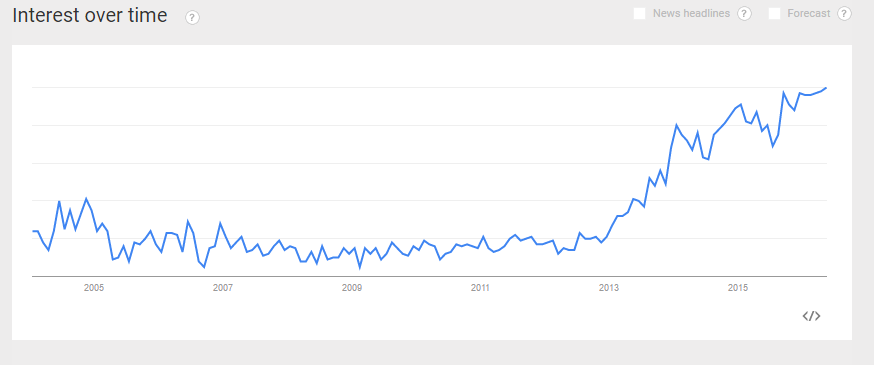 Interest over time ?
News headlines ? Forecast ?
2005 2007 2009 2011 2013 2015
</>